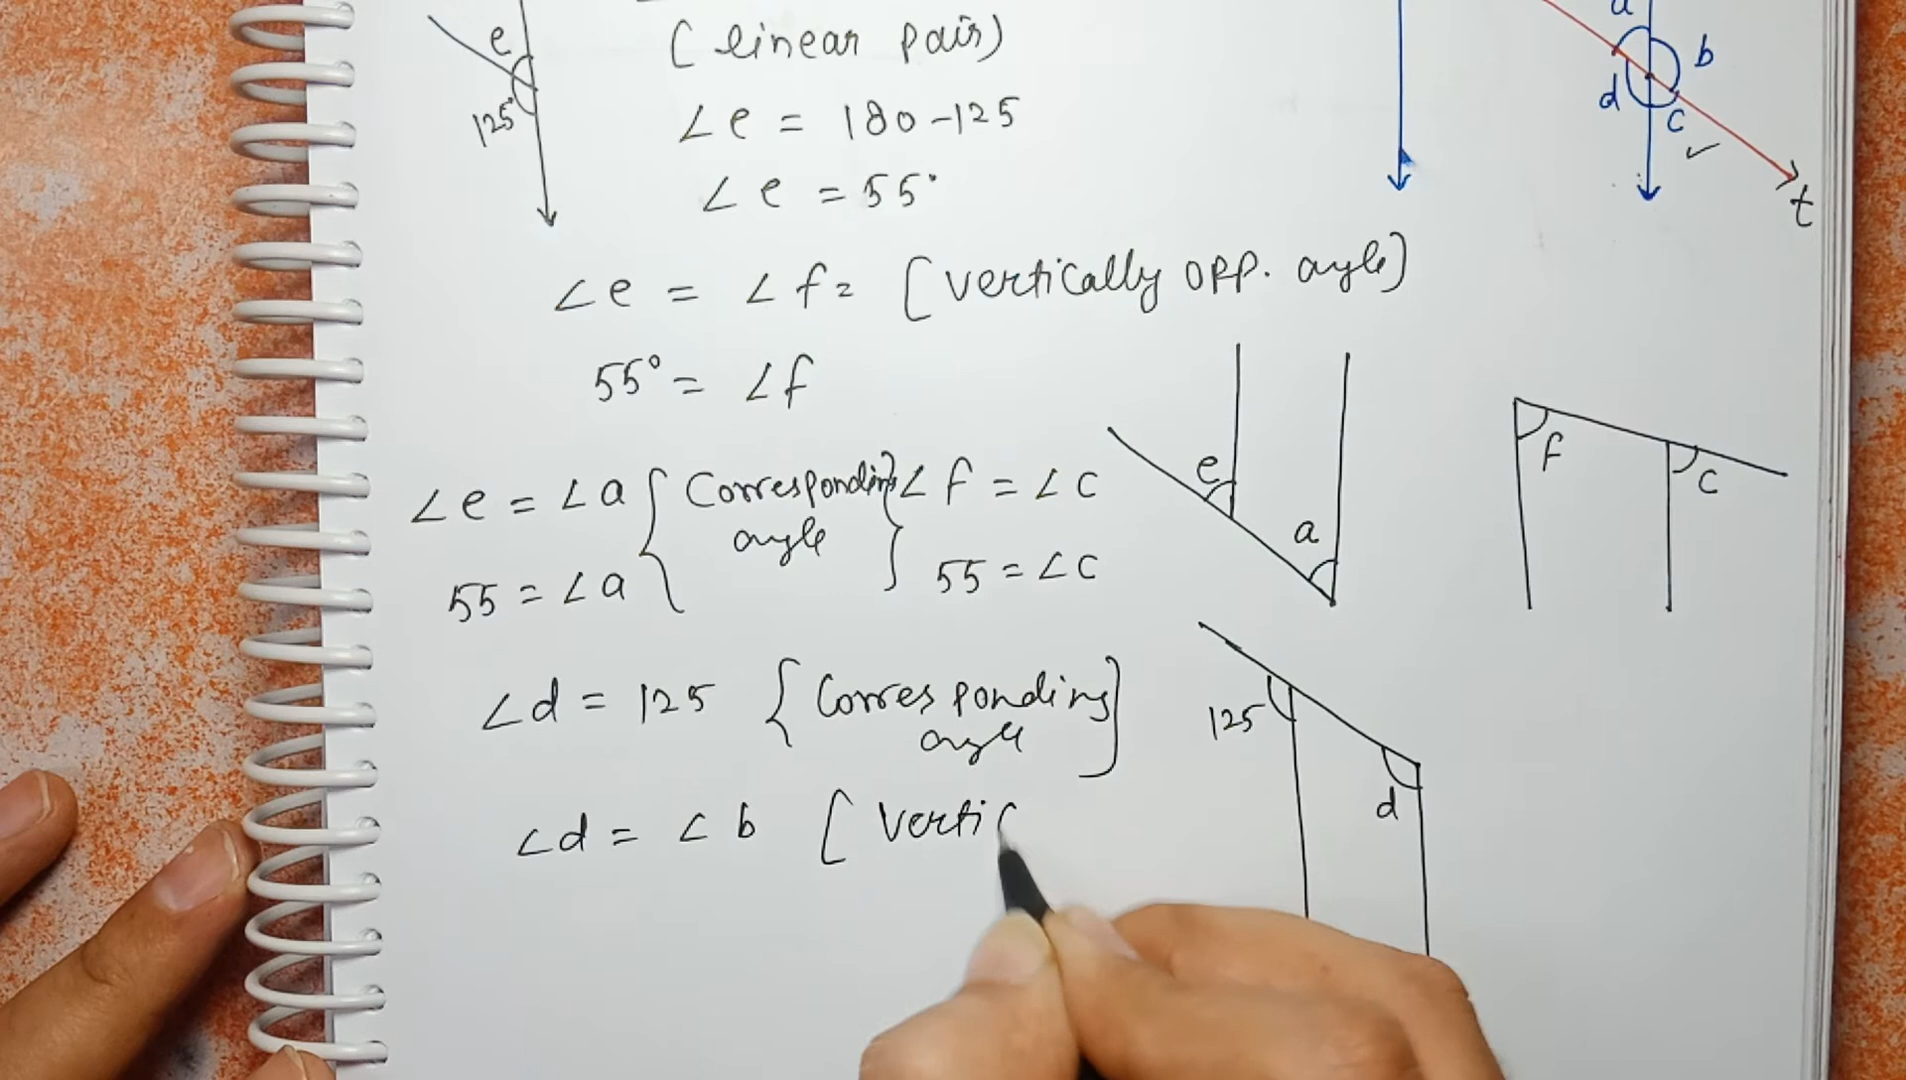 (linear pair)
e
125°
∠e = 180-125
∠e = 55°
a
b
d
c
t
∠e = ∠f = [vertically opp. angle]
55° = ∠f
∠e = ∠a { Corresponding angle } ∠f = ∠c
55 = ∠a
55 = ∠c
e
a
f
c
∠d = 125 { Corresponding angle ]
125
d
∠d = ∠b [ Vertic